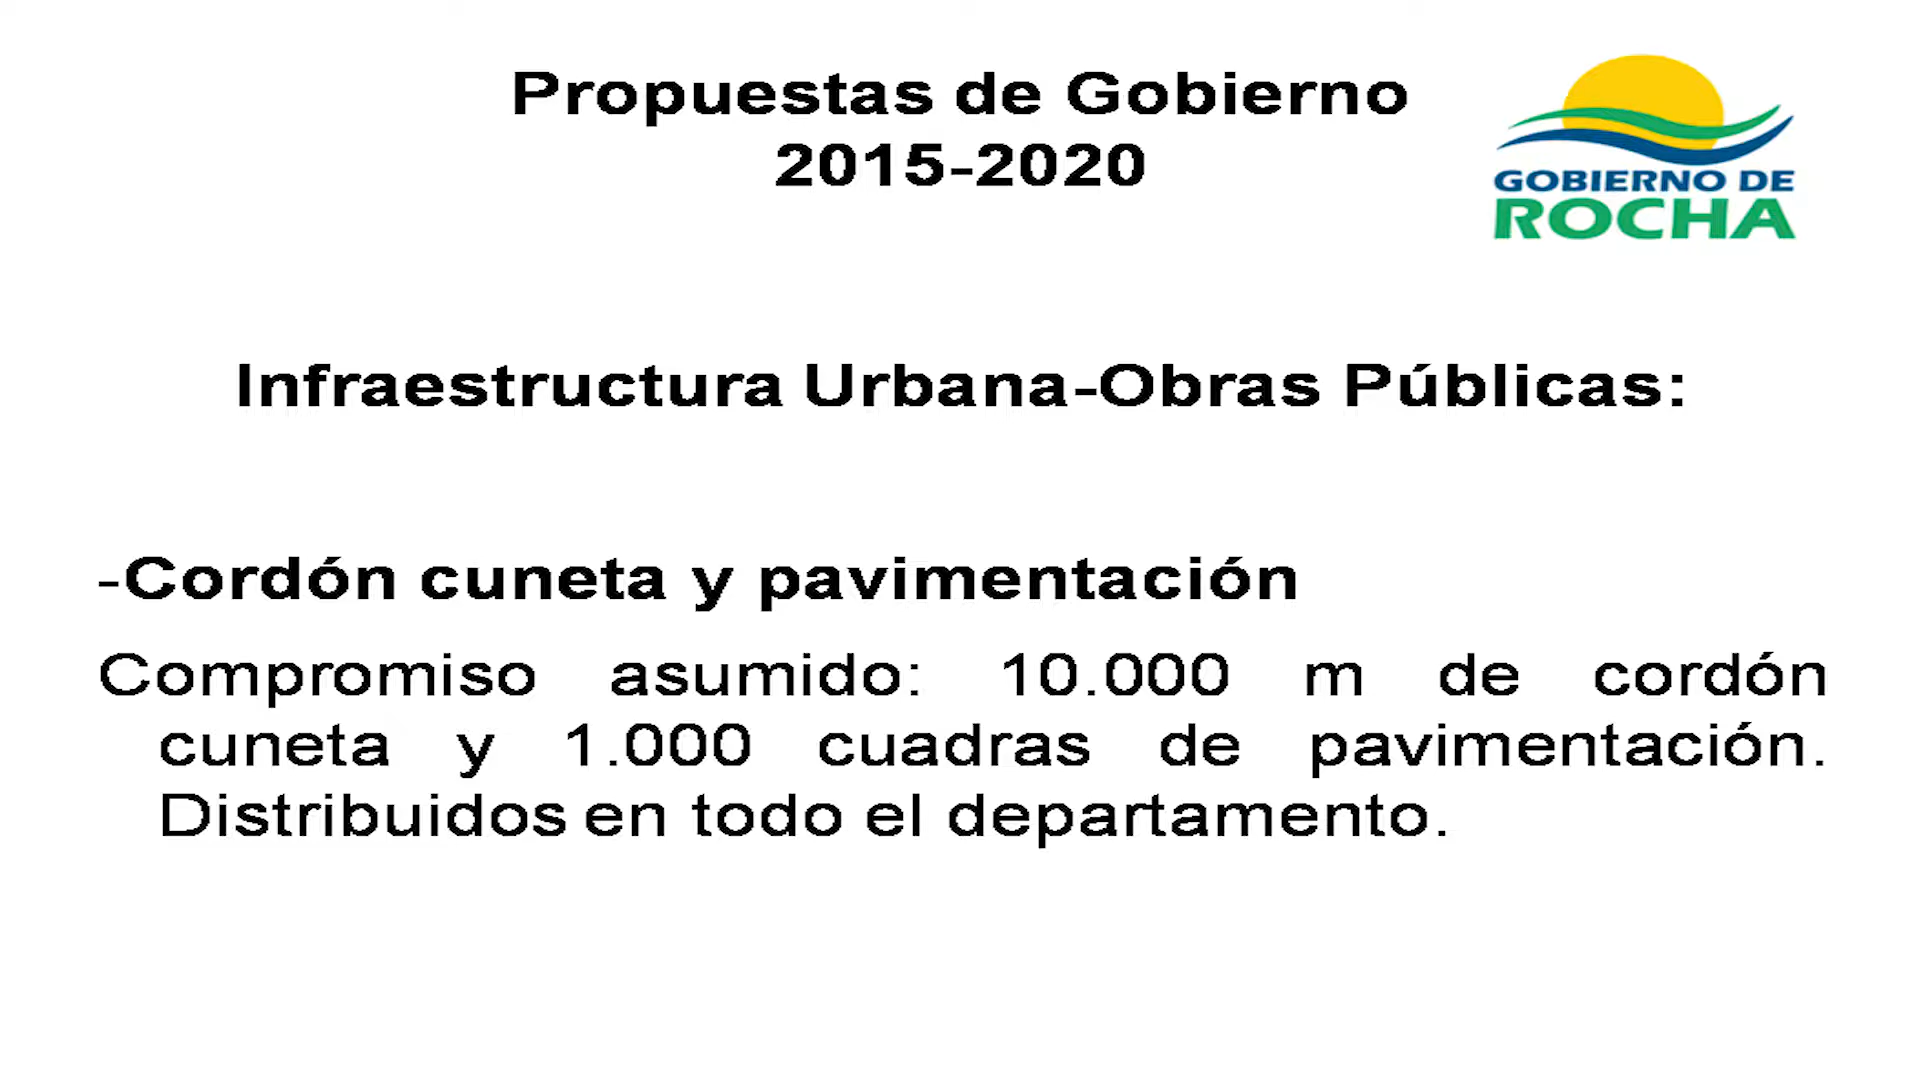 Propuestas de Gobierno
2015-2020
GOBIERNO DE
ROCHA
Infraestructura Urbana-Obras Públicas:
-Cordón cuneta y pavimentación
Compromiso asumido: 10.000 m de cordón
cuneta y 1.000 cuadras de pavimentación.
Distribuidos en todo el departamento.